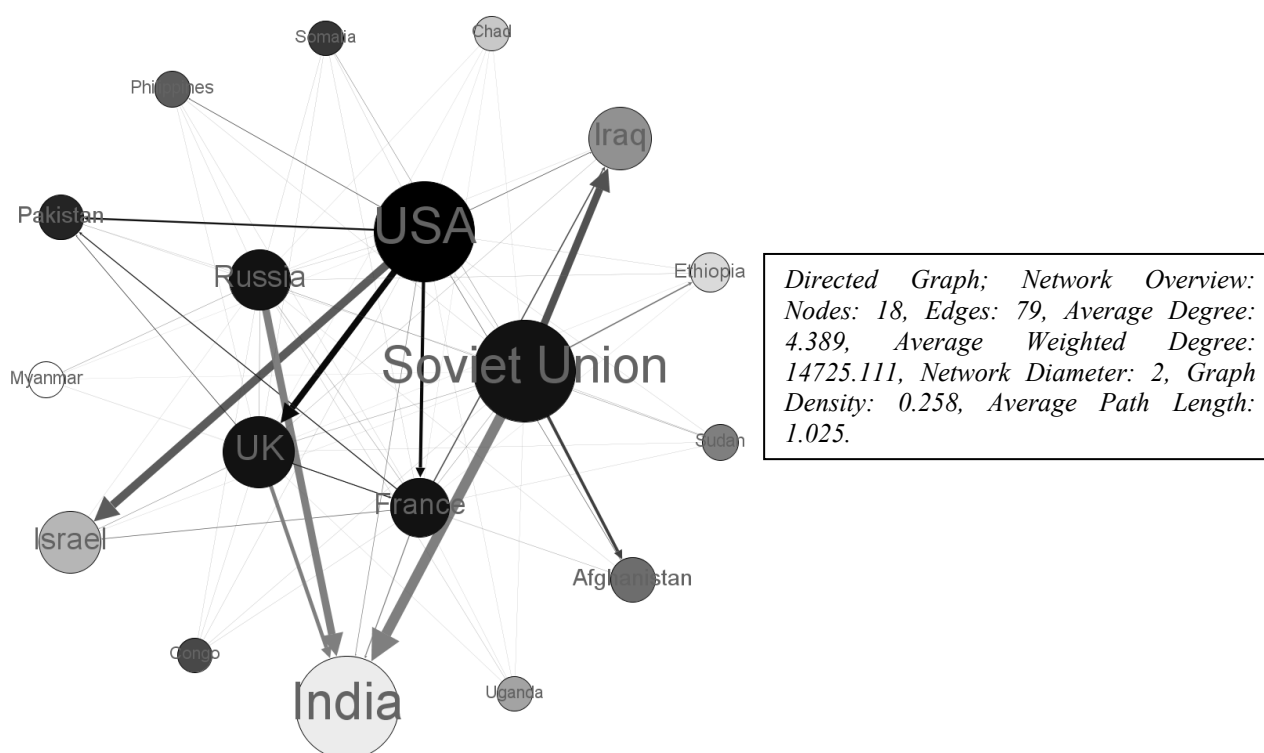 Somalia
Chad
Philippines
Iraq
USA
Pakistan
Russia
Ethiopia
Soviet Union
Myanmar
UK
Sudan
France
Israel
Afghanistan
Congo
Uganda
India
Directed Graph; Network Overview:
Nodes: 18, Edges: 79, Average Degree:
4.389, Average Weighted Degree:
14725.111, Network Diameter: 2, Graph
Density: 0.258, Average Path Length:
1.025.